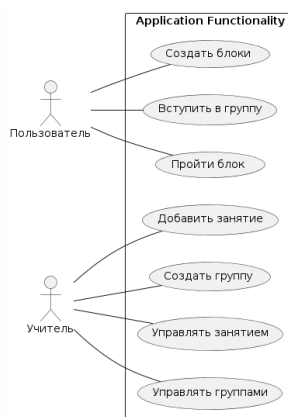 Application Functionality
Создать блоки
Вступить в группу
Пользователь
Пройти блок
Добавить занятие
Создать группу
Учитель
Управлять занятием
Управлять группами